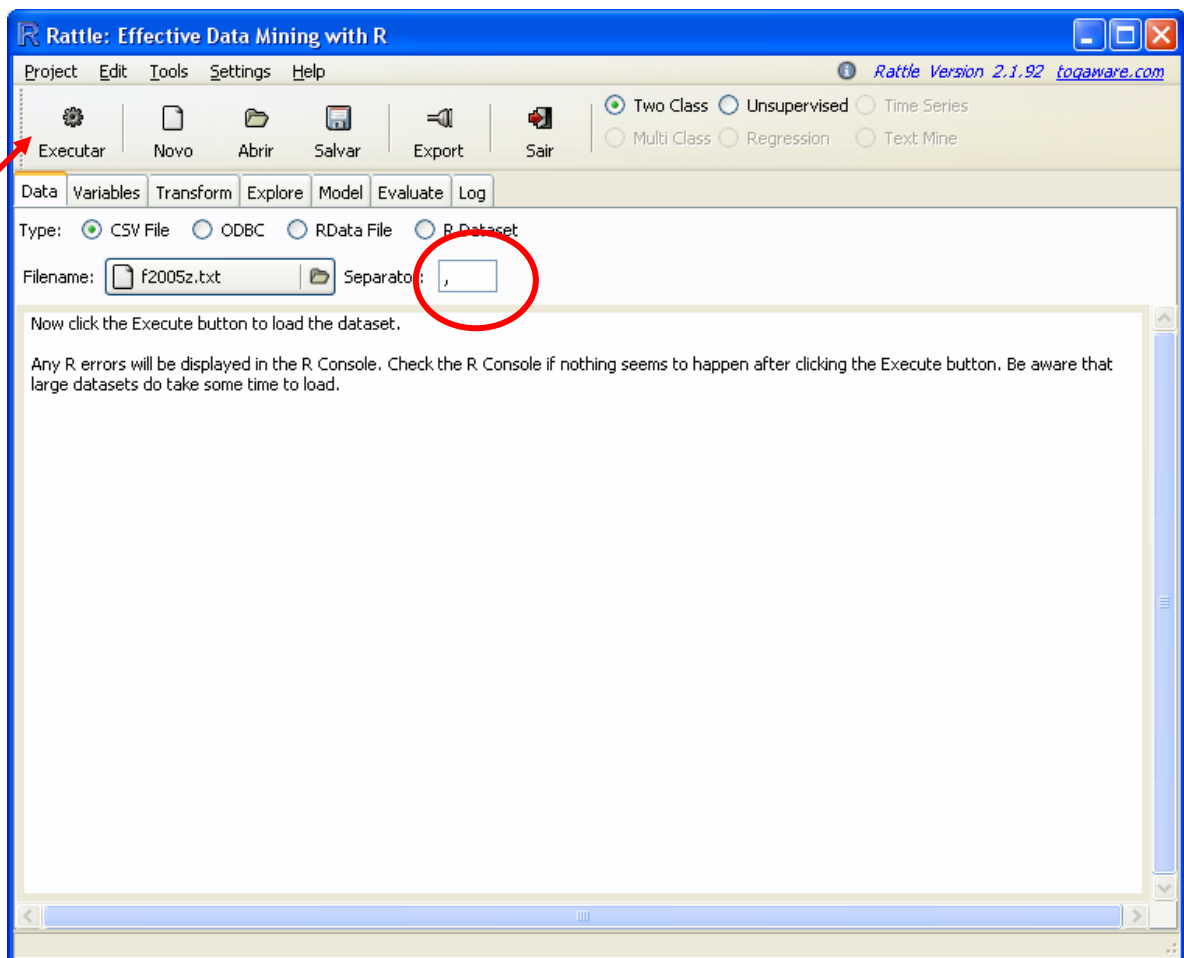 Rattle: Effective Data Mining with R
Project Edit Tools Settings Help Rattle Version 2.1.92 togaware.com
Executar Novo Abrir Salvar Export Sair
Two Class Unsupervised Time Series
Multi Class Regression Text Mine
Data Variables Transform Explore Model Evaluate Log
Type: CSV File ODBC RData File R Dataset
Filename: f2005z.txt Separator: ,
Now click the Execute button to load the dataset.
Any R errors will be displayed in the R Console. Check the R Console if nothing seems to happen after clicking the Execute button. Be aware that
large datasets do take some time to load.